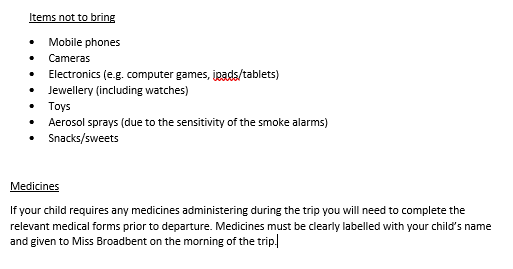 Items not to bring
• Mobile phones
• Cameras
• Electronics (e.g. computer games, ipads/tablets)
• Jewellery (including watches)
• Toys
• Aerosol sprays (due to the sensitivity of the smoke alarms)
• Snacks/sweets
Medicines
If your child requires any medicines administering during the trip you will need to complete the
relevant medical forms prior to departure. Medicines must be clearly labelled with your child's name
and given to Miss Broadbent on the morning of the trip.